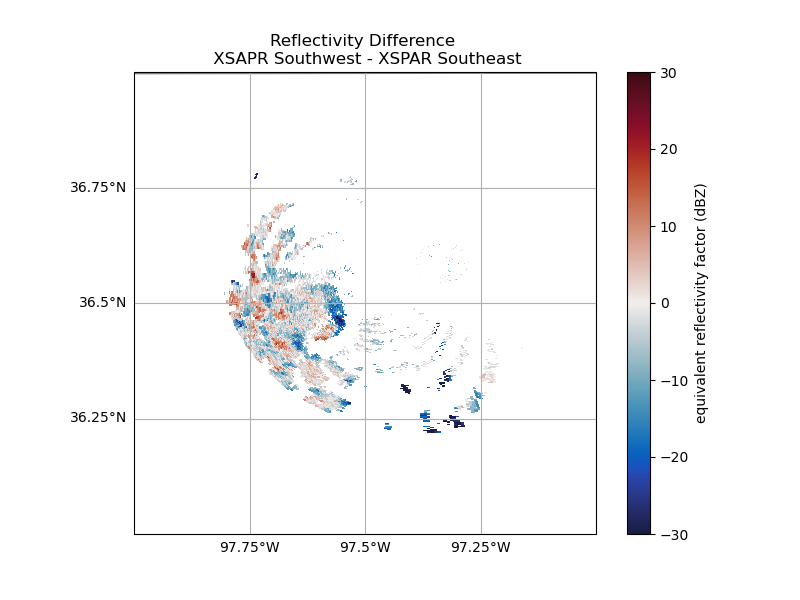 Reflectivity Difference
XSAPR Southwest - XSPAR Southeast
36.75°N
36.5°N
36.25°N
97.75°W 97.5°W 97.25°W
30
20
10
0
−10
−20
−30
equivalent reflectivity factor (dBZ)